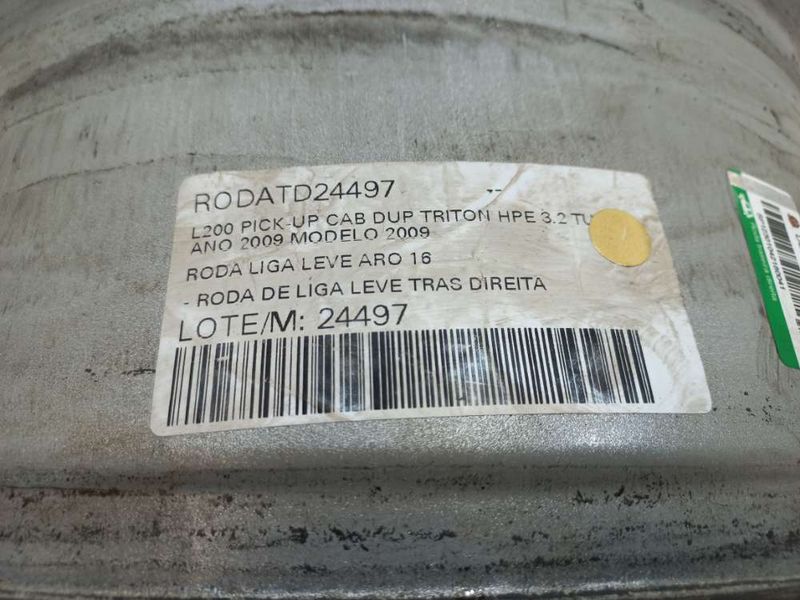 RODATD24497 --
L200 PICK-UP CAB DUP TRITON HPE 3.2 TU
ANO 2009 MODELO 2009
RODA LIGA LEVE ARO 16
- RODA DE LIGA LEVE TRAS DIREITA
LOTE/M: 24497